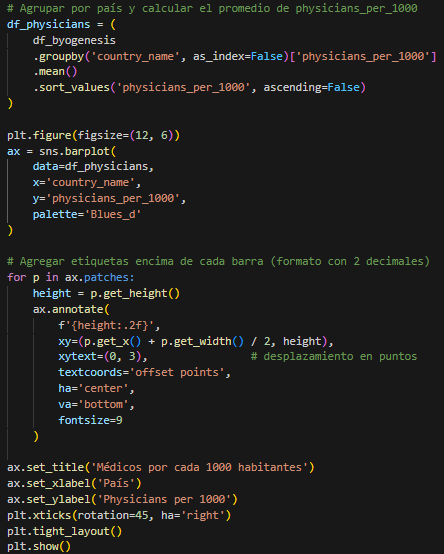 # Agrupar por país y calcular el promedio de physicians_per_1000
df_physicians = (
    df_byogenesis
    .groupby('country_name', as_index=False)['physicians_per_1000']
    .mean()
    .sort_values('physicians_per_1000', ascending=False)
)

plt.figure(figsize=(12, 6))
ax = sns.barplot(
    data=df_physicians,
    x='country_name',
    y='physicians_per_1000',
    palette='Blues_d'
)

# Agregar etiquetas encima de cada barra (formato con 2 decimales)
for p in ax.patches:
    height = p.get_height()
    ax.annotate(
        f'{height:.2f}',
        xy=(p.get_x() + p.get_width() / 2, height),
        xytext=(0, 3),                # desplazamiento en puntos
        textcoords='offset points',
        ha='center',
        va='bottom',
        fontsize=9
    )

ax.set_title('Médicos por cada 1000 habitantes')
ax.set_xlabel('País')
ax.set_ylabel('Physicians per 1000')
plt.xticks(rotation=45, ha='right')
plt.tight_layout()
plt.show()